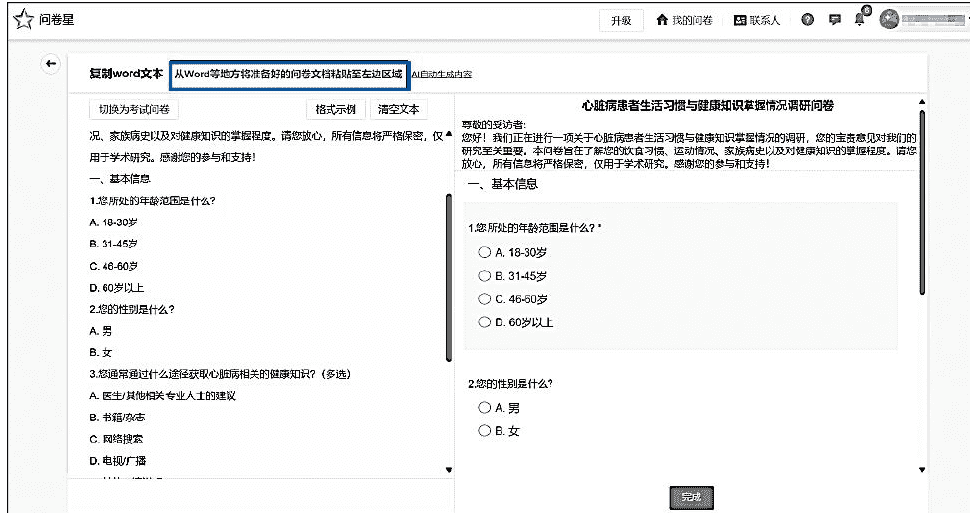 问卷星
升级
我的问卷
联系人
6
复制word文本
从Word等地方将准备好的问卷文档粘贴至左边区域
AI自动生成内容
切换为考试问卷
格式示例
清空文本
况、家族病史以及对健康知识的掌握程度。请您放心，所有信息将严格保密，仅
用于学术研究。感谢您的参与和支持！
一、基本信息
1.您所处的年龄范围是什么？
A. 18-30岁
B. 31-45岁
C. 46-60岁
D. 60岁以上
2.您的性别是什么？
A. 男
B. 女
3.您通常通过什么途径获取心脏病相关的健康知识？（多选）
A. 医生/其他相关专业人士的建议
B. 书籍/杂志
C. 网络搜索
D. 电视/广播
心脏病患者生活习惯与健康知识掌握情况调研问卷
尊敬的受访者：
您好！我们正在进行一项关于心脏病患者生活习惯与健康知识掌握情况的调研，您的宝贵意见对我们的
研究至关重要。本问卷旨在了解您的饮食习惯、运动情况、家族病史以及对健康知识的掌握程度。请您
放心，所有信息将严格保密，仅用于学术研究。感谢您的参与和支持！
一、基本信息
1.您所处的年龄范围是什么？*
A. 18-30岁
B. 31-45岁
C. 46-60岁
D. 60岁以上
2.您的性别是什么？
A. 男
B. 女
完成